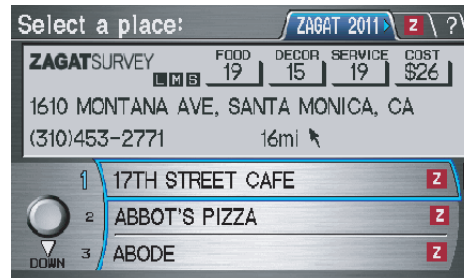 Select a place: ZAGAT 2011 Z ?
ZAGATSURVEY L M S FOOD 19 DECOR 15 SERVICE 19 COST $26
1610 MONTANA AVE, SANTA MONICA, CA
(310)453-2771 16mi
1 17TH STREET CAFE Z
2 ABBOT'S PIZZA Z
3 ABODE Z
DOWN